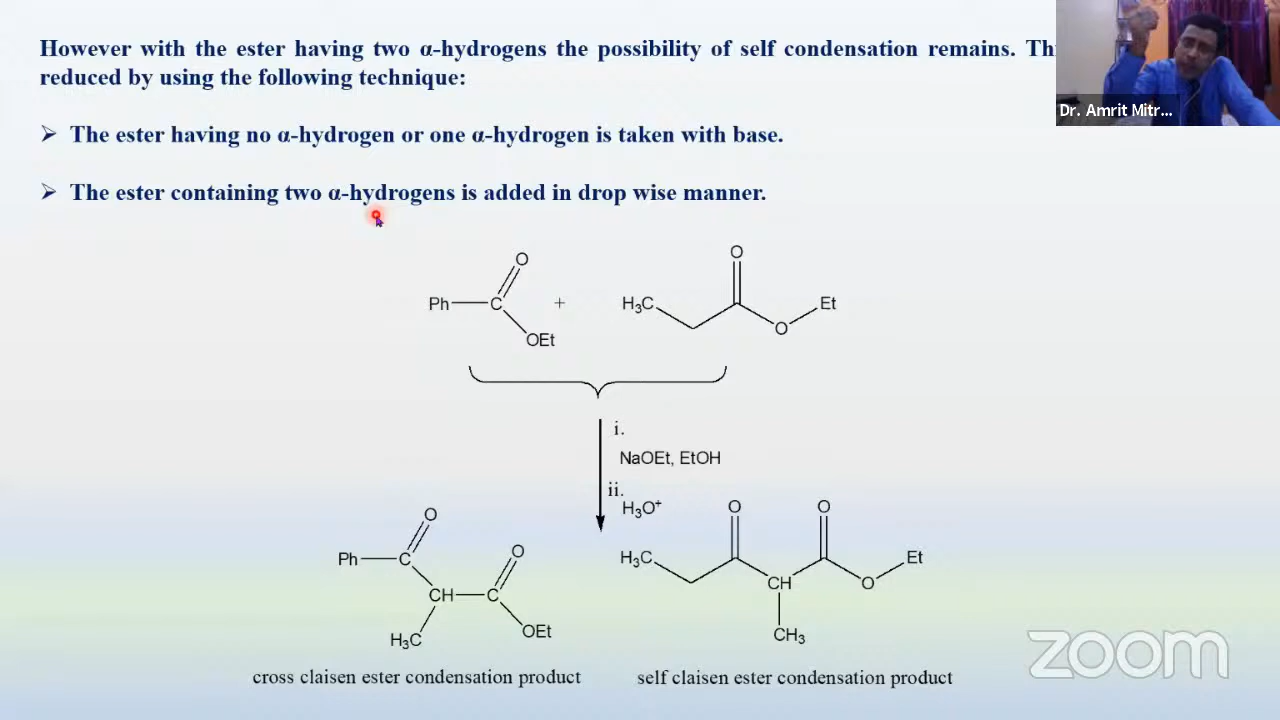 However with the ester having two α-hydrogens the possibility of self condensation remains.
reduced by using the following technique:
Dr. Amrit Mitr...
➢ The ester having no α-hydrogen or one α-hydrogen is taken with base.
➢ The ester containing two α-hydrogens is added in drop wise manner.
O
O
Ph C + H₃C Et
O
OEt
i.
NaOEt, EtOH
ii.
H₃O⁺
O
O O
O
Ph C H₃C Et
CH C CH O
OEt
H₃C CH₃
zoom
cross claisen ester condensation product self claisen ester condensation product